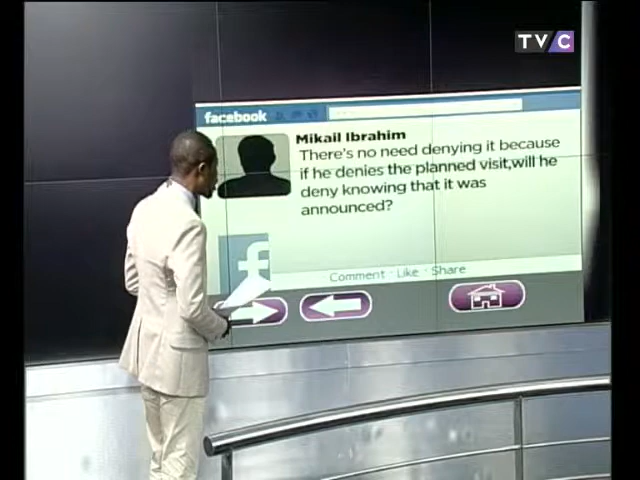 TVC
facebook
Mikail Ibrahim
There's no need denying it because
if he denies the planned visit,will he
deny knowing that it was
announced?
f
Comment · Like · Share